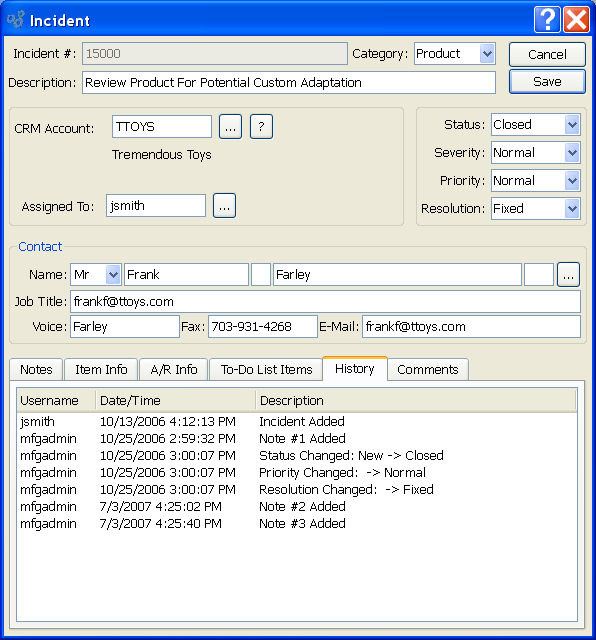 Incident
Incident #: 15000 Category: Product Cancel
Description: Review Product For Potential Custom Adaptation Save
CRM Account: TTOYS ... ?
Tremendous Toys
Assigned To: jsmith ...
Status: Closed
Severity: Normal
Priority: Normal
Resolution: Fixed
Contact
Name: Mr Frank Farley ...
Job Title: frankf@ttoys.com
Voice: Farley Fax: 703-931-4268 E-Mail: frankf@ttoys.com
Notes Item Info A/R Info To-Do List Items History Comments
Username Date/Time Description
jsmith 10/13/2006 4:12:13 PM Incident Added
mfgadmin 10/25/2006 2:59:32 PM Note #1 Added
mfgadmin 10/25/2006 3:00:07 PM Status Changed: New -> Closed
mfgadmin 10/25/2006 3:00:07 PM Priority Changed: -> Normal
mfgadmin 10/25/2006 3:00:07 PM Resolution Changed: -> Fixed
mfgadmin 7/3/2007 4:25:02 PM Note #2 Added
mfgadmin 7/3/2007 4:25:40 PM Note #3 Added